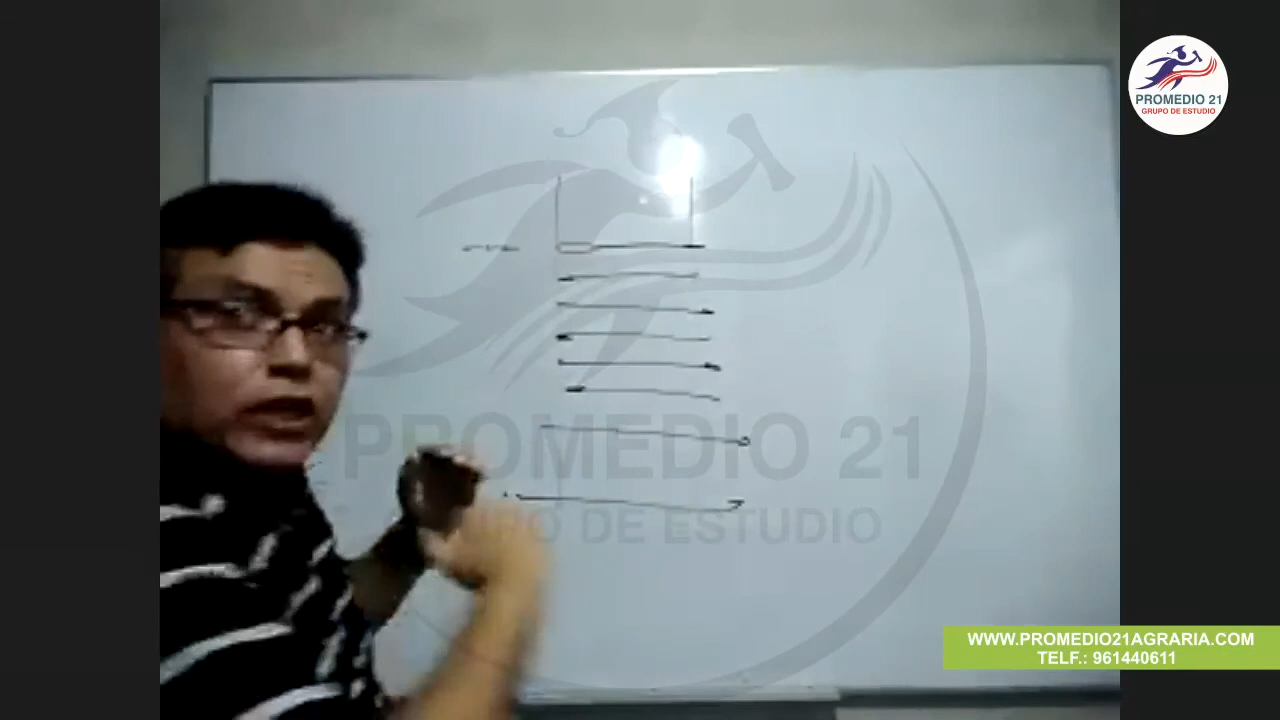 PROMEDIO 21
GRUPO DE ESTUDIO
PROMEDIO 21
GRUPO DE ESTUDIO
WWW.PROMEDIO21AGRARIA.COM
TELF.: 961440611